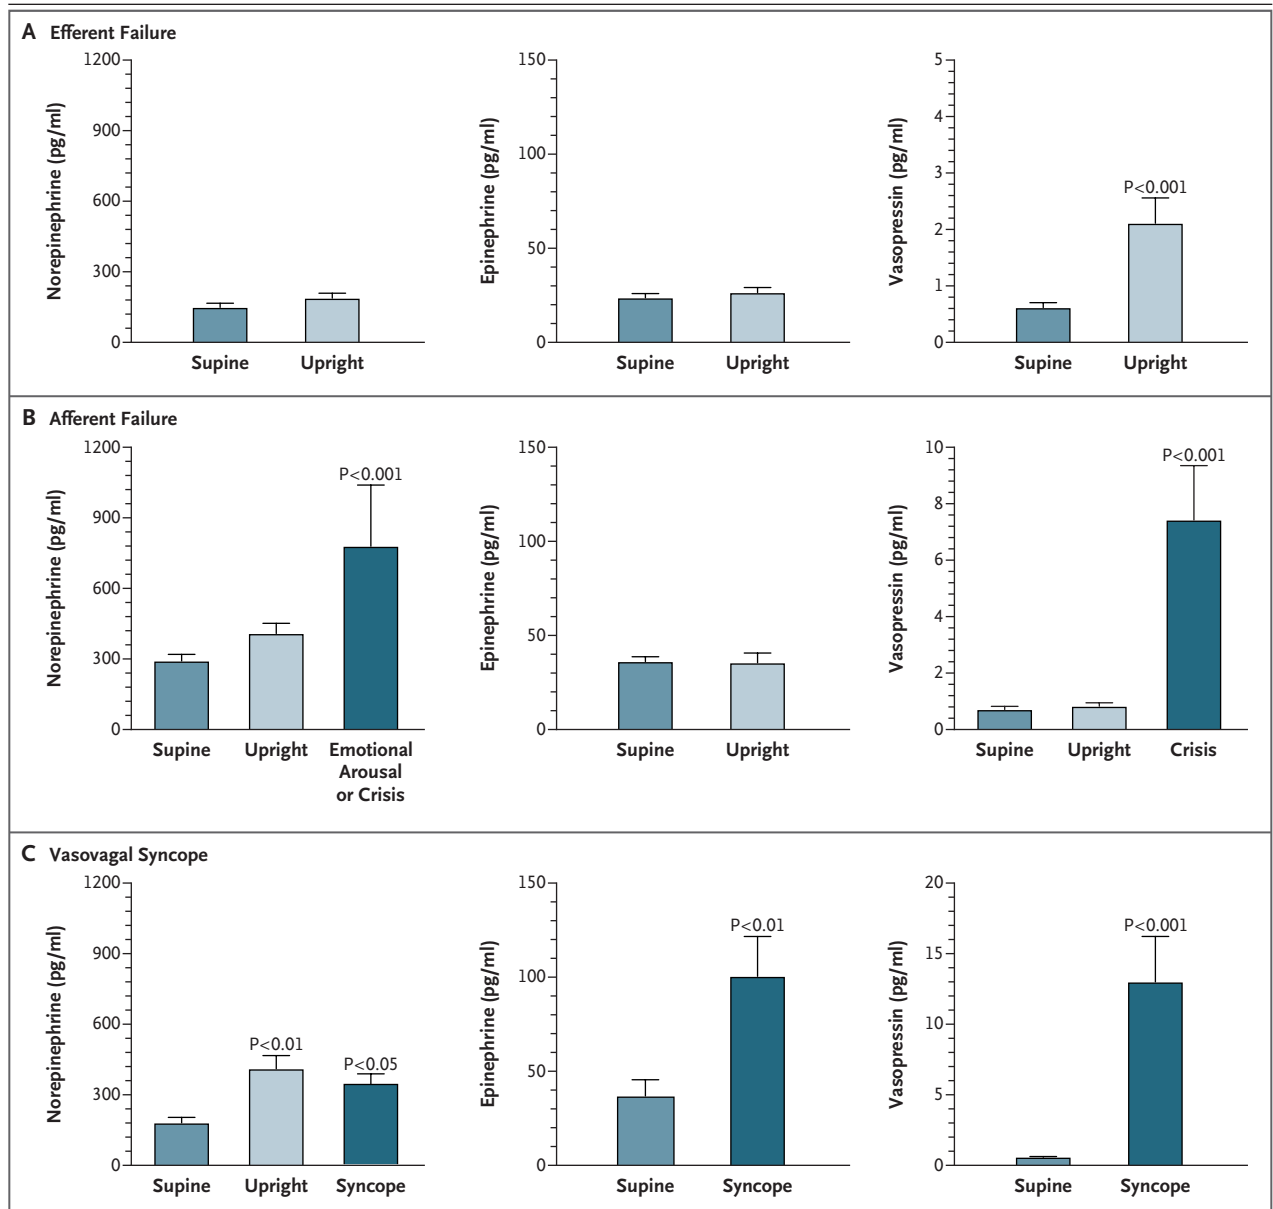 A Efferent Failure
Norepinephrine (pg/ml)
1200
900
600
300
0
Supine
Upright
Epinephrine (pg/ml)
150
100
50
0
Supine
Upright
Vasopressin (pg/ml)
5
4
3
2
1
0
P<0.001
Supine
Upright
B Afferent Failure
Norepinephrine (pg/ml)
1200
900
600
300
0
P<0.001
Supine
Upright
Emotional
Arousal
or Crisis
Epinephrine (pg/ml)
150
100
50
0
Supine
Upright
Vasopressin (pg/ml)
10
8
6
4
2
0
P<0.001
Supine
Upright
Crisis
C Vasovagal Syncope
Norepinephrine (pg/ml)
1200
900
600
300
0
P<0.01
P<0.05
Supine
Upright
Syncope
Epinephrine (pg/ml)
150
100
50
0
P<0.01
Supine
Syncope
Vasopressin (pg/ml)
20
15
10
5
0
P<0.001
Supine
Syncope